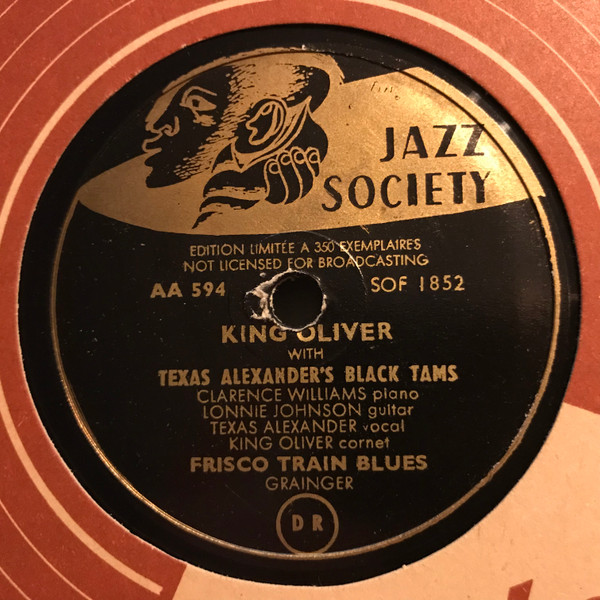 JAZZ
SOCIETY
EDITION LIMITÉE A 350 EXEMPLAIRES
NOT LICENSED FOR BROADCASTING
AA 594
SOF 1852
KING OLIVER
WITH
TEXAS ALEXANDER'S BLACK TAMS
CLARENCE WILLIAMS piano
LONNIE JOHNSON guitar
TEXAS ALEXANDER vocal
KING OLIVER cornet
FRISCO TRAIN BLUES
GRAINGER
D R